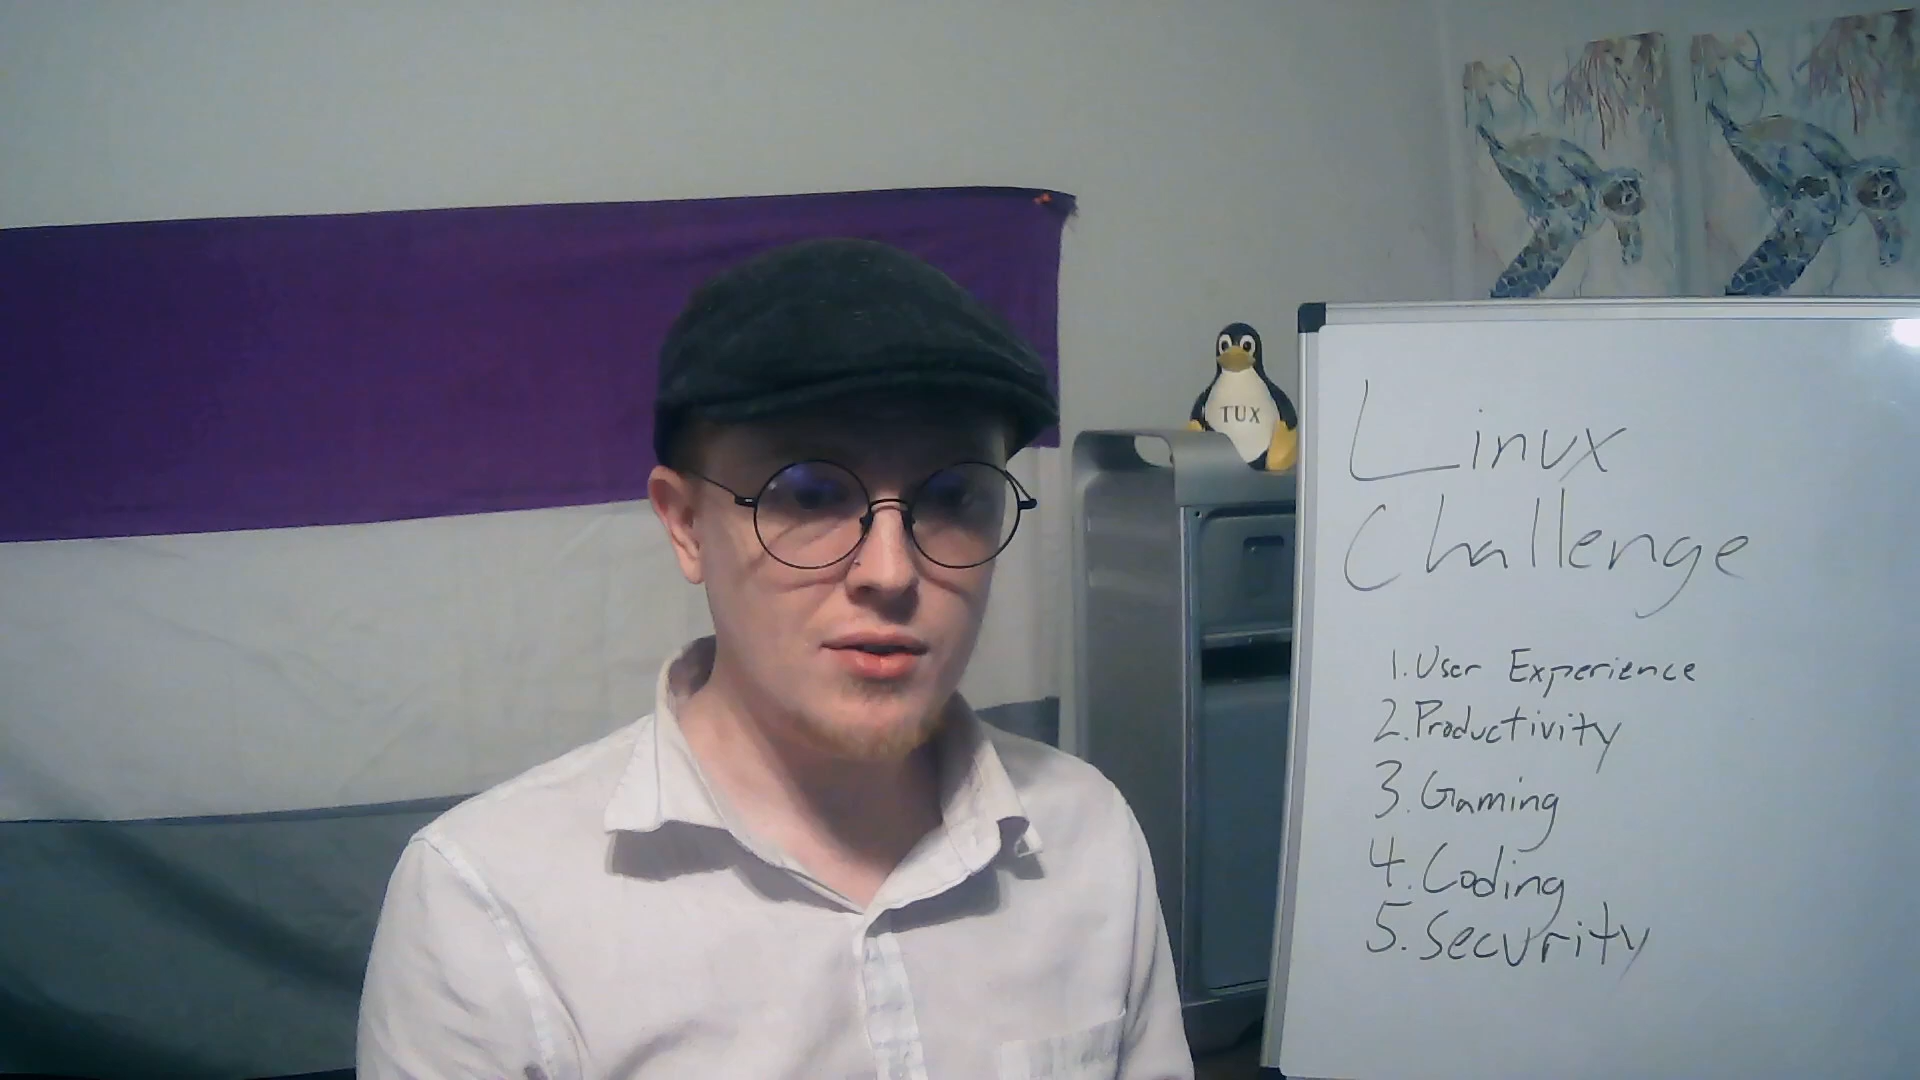 TUX
Linux
Challenge
1. User Experience
2. Productivity
3. Gaming
4. Coding
5. Security